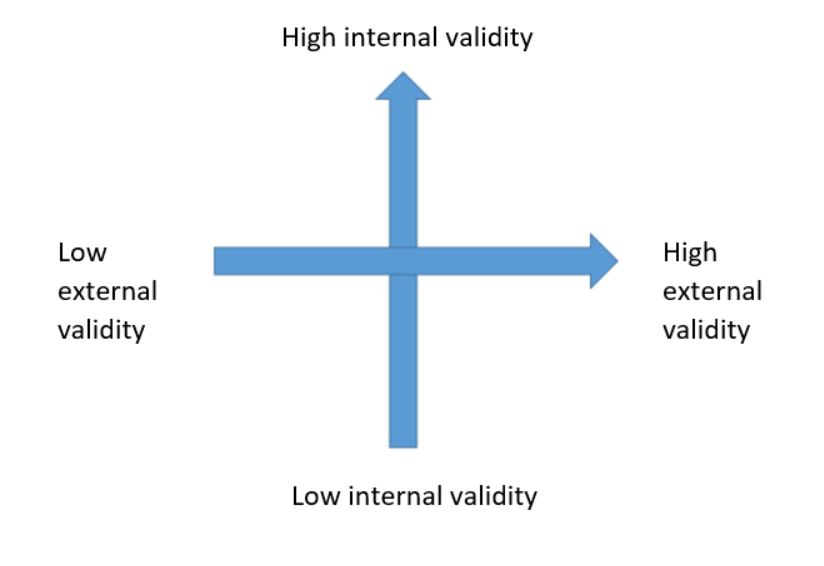 High internal validity
Low
external
validity
High
external
validity
Low internal validity